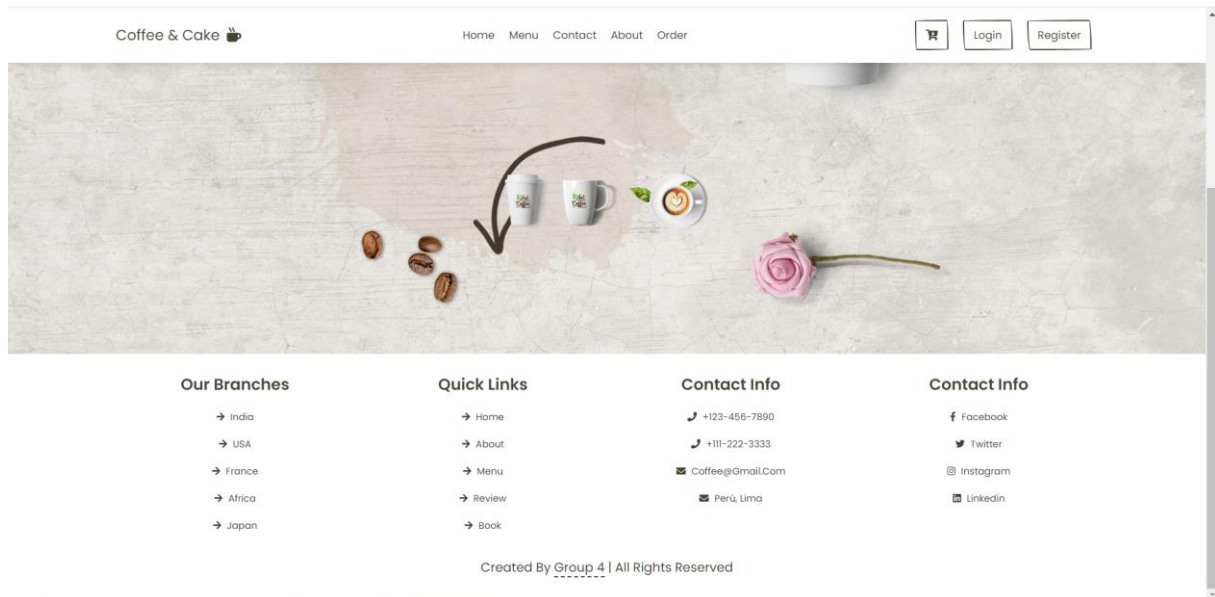 Coffee & Cake
Home Menu Contact About Order
Login Register
Our Branches
India
USA
France
Africa
Japan
Quick Links
Home
About
Menu
Review
Book
Contact Info
+123-456-7890
+111-222-3333
Coffee@Gmail.Com
Perú, Lima
Contact Info
Facebook
Twitter
Instagram
Linkedin
Created By Group 4 | All Rights Reserved